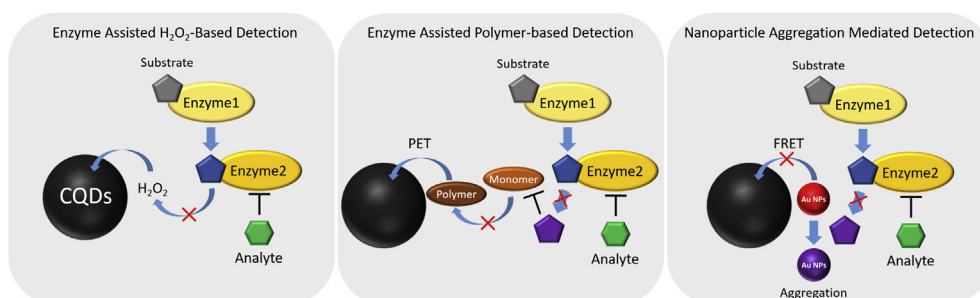 Enzyme Assisted H₂O₂-Based Detection
Substrate
Enzyme1
Enzyme2
CQDs
H₂O₂
Analyte
Enzyme Assisted Polymer-based Detection
Substrate
Enzyme1
PET
Enzyme2
Monomer
Polymer
Analyte
Nanoparticle Aggregation Mediated Detection
Substrate
Enzyme1
FRET
Enzyme2
Au NPs
Analyte
Au NPs
Aggregation